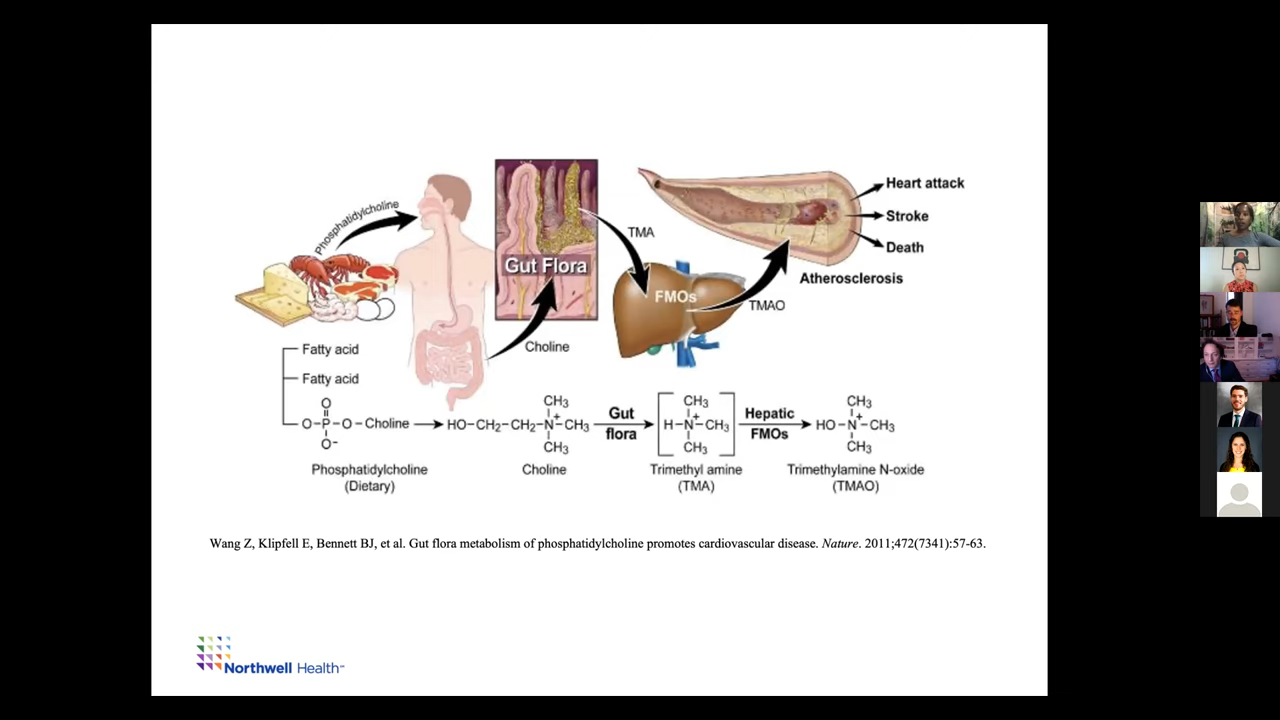 Phosphatidylcholine
Gut Flora
Choline
TMA
FMOs
TMAO
Heart attack
Stroke
Death
Atherosclerosis
Fatty acid
Fatty acid
O
O–P–O–Choline
O-
Phosphatidylcholine
(Dietary)
CH3
HO–CH2–CH2–N+–CH3
CH3
Choline
Gut
flora
CH3
H–N+–CH3
CH3
Trimethyl amine
(TMA)
Hepatic
FMOs
CH3
HO–N+–CH3
CH3
Trimethylamine N-oxide
(TMAO)
Wang Z, Klipfell E, Bennett BJ, et al. Gut flora metabolism of phosphatidylcholine promotes cardiovascular disease. Nature. 2011;472(7341):57-63.
Northwell Health℠